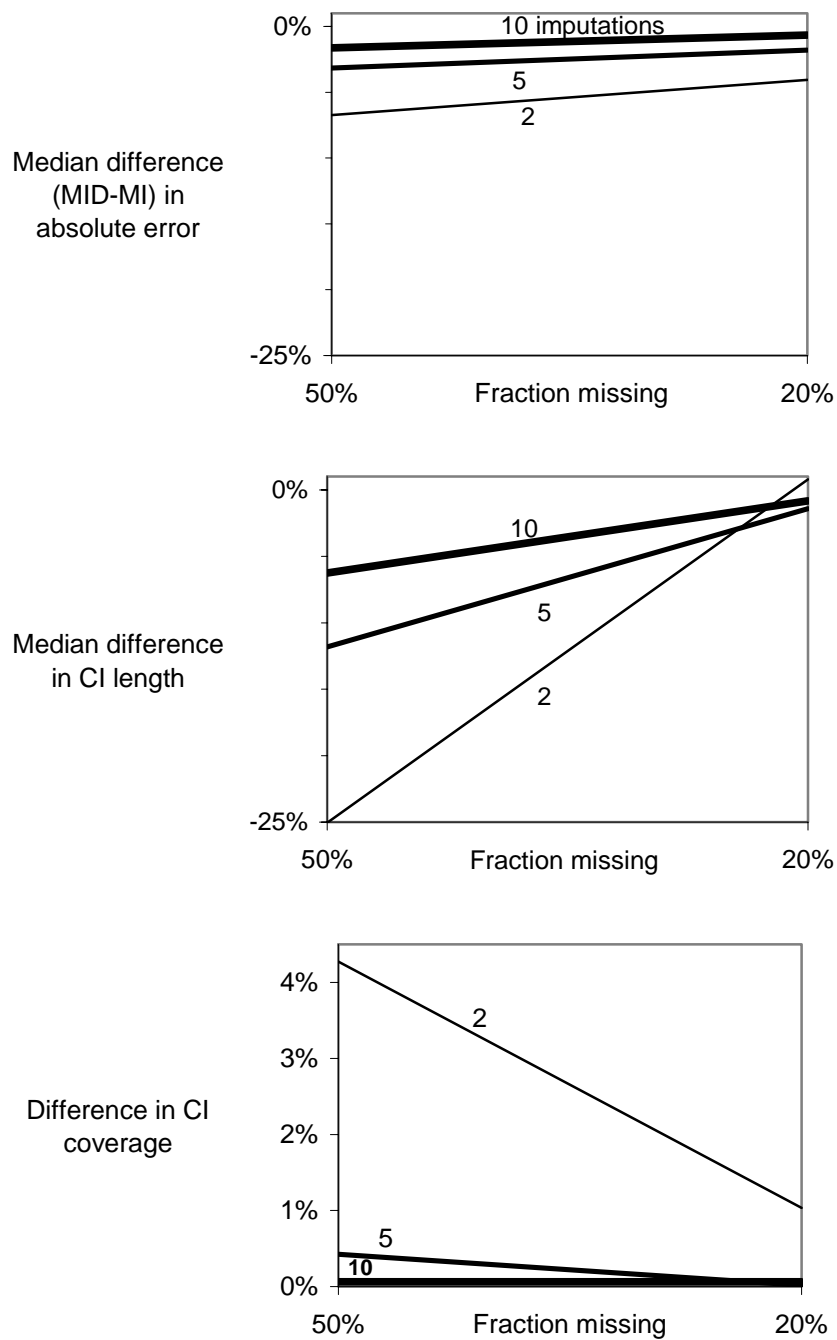 0%
10 imputations
5
2
Median difference
(MID-MI) in
absolute error
-25%
50%
Fraction missing
20%
0%
10
5
2
Median difference
in CI length
-25%
50%
Fraction missing
20%
4%
2
3%
2%
Difference in CI
coverage
1%
5
10
0%
50%
Fraction missing
20%